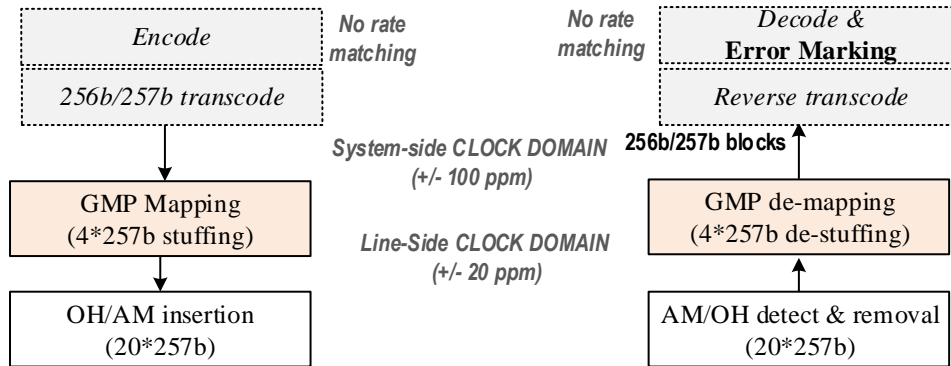 Encode
No rate
matching
256b/257b transcode
System-side CLOCK DOMAIN
(+/- 100 ppm)
GMP Mapping
(4*257b stuffing)
Line-Side CLOCK DOMAIN
(+/- 20 ppm)
OH/AM insertion
(20*257b)
No rate
matching
Decode &
Error Marking
Reverse transcode
256b/257b blocks
GMP de-mapping
(4*257b de-stuffing)
AM/OH detect & removal
(20*257b)